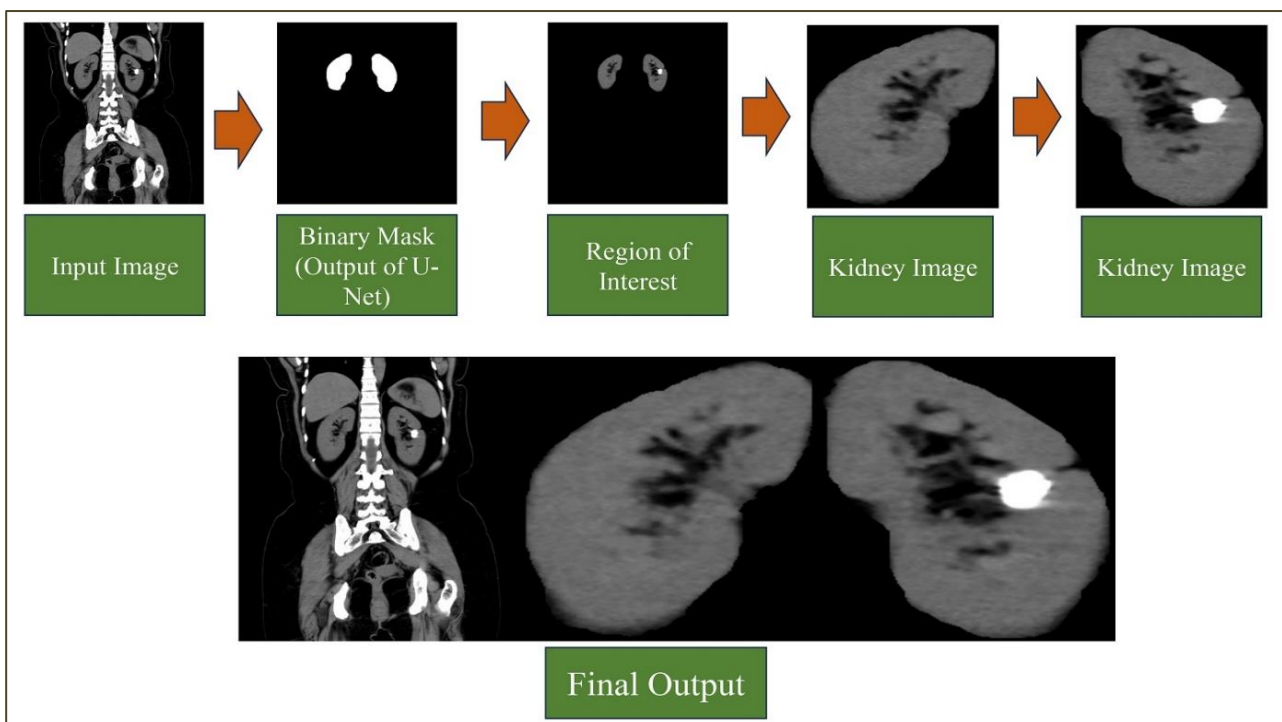 Input Image
Binary Mask
(Output of U-
Net)
Region of
Interest
Kidney Image
Kidney Image
Final Output